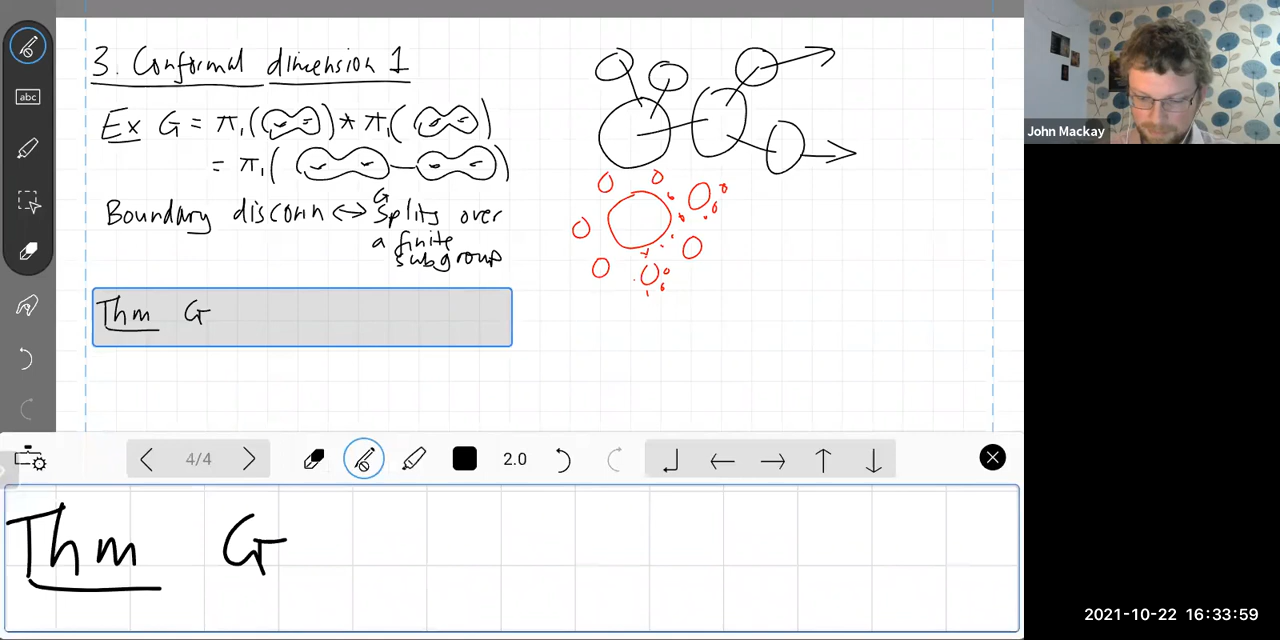 3. Conformal dimension 1
Ex G = π₁( ) * π₁( )
= π₁( )
Boundary disconn ↔ G splits over
a finite
subgroup
Thm G
abc
John Mackay
4/4
2.0
Thm G
2021-10-22 16:33:59